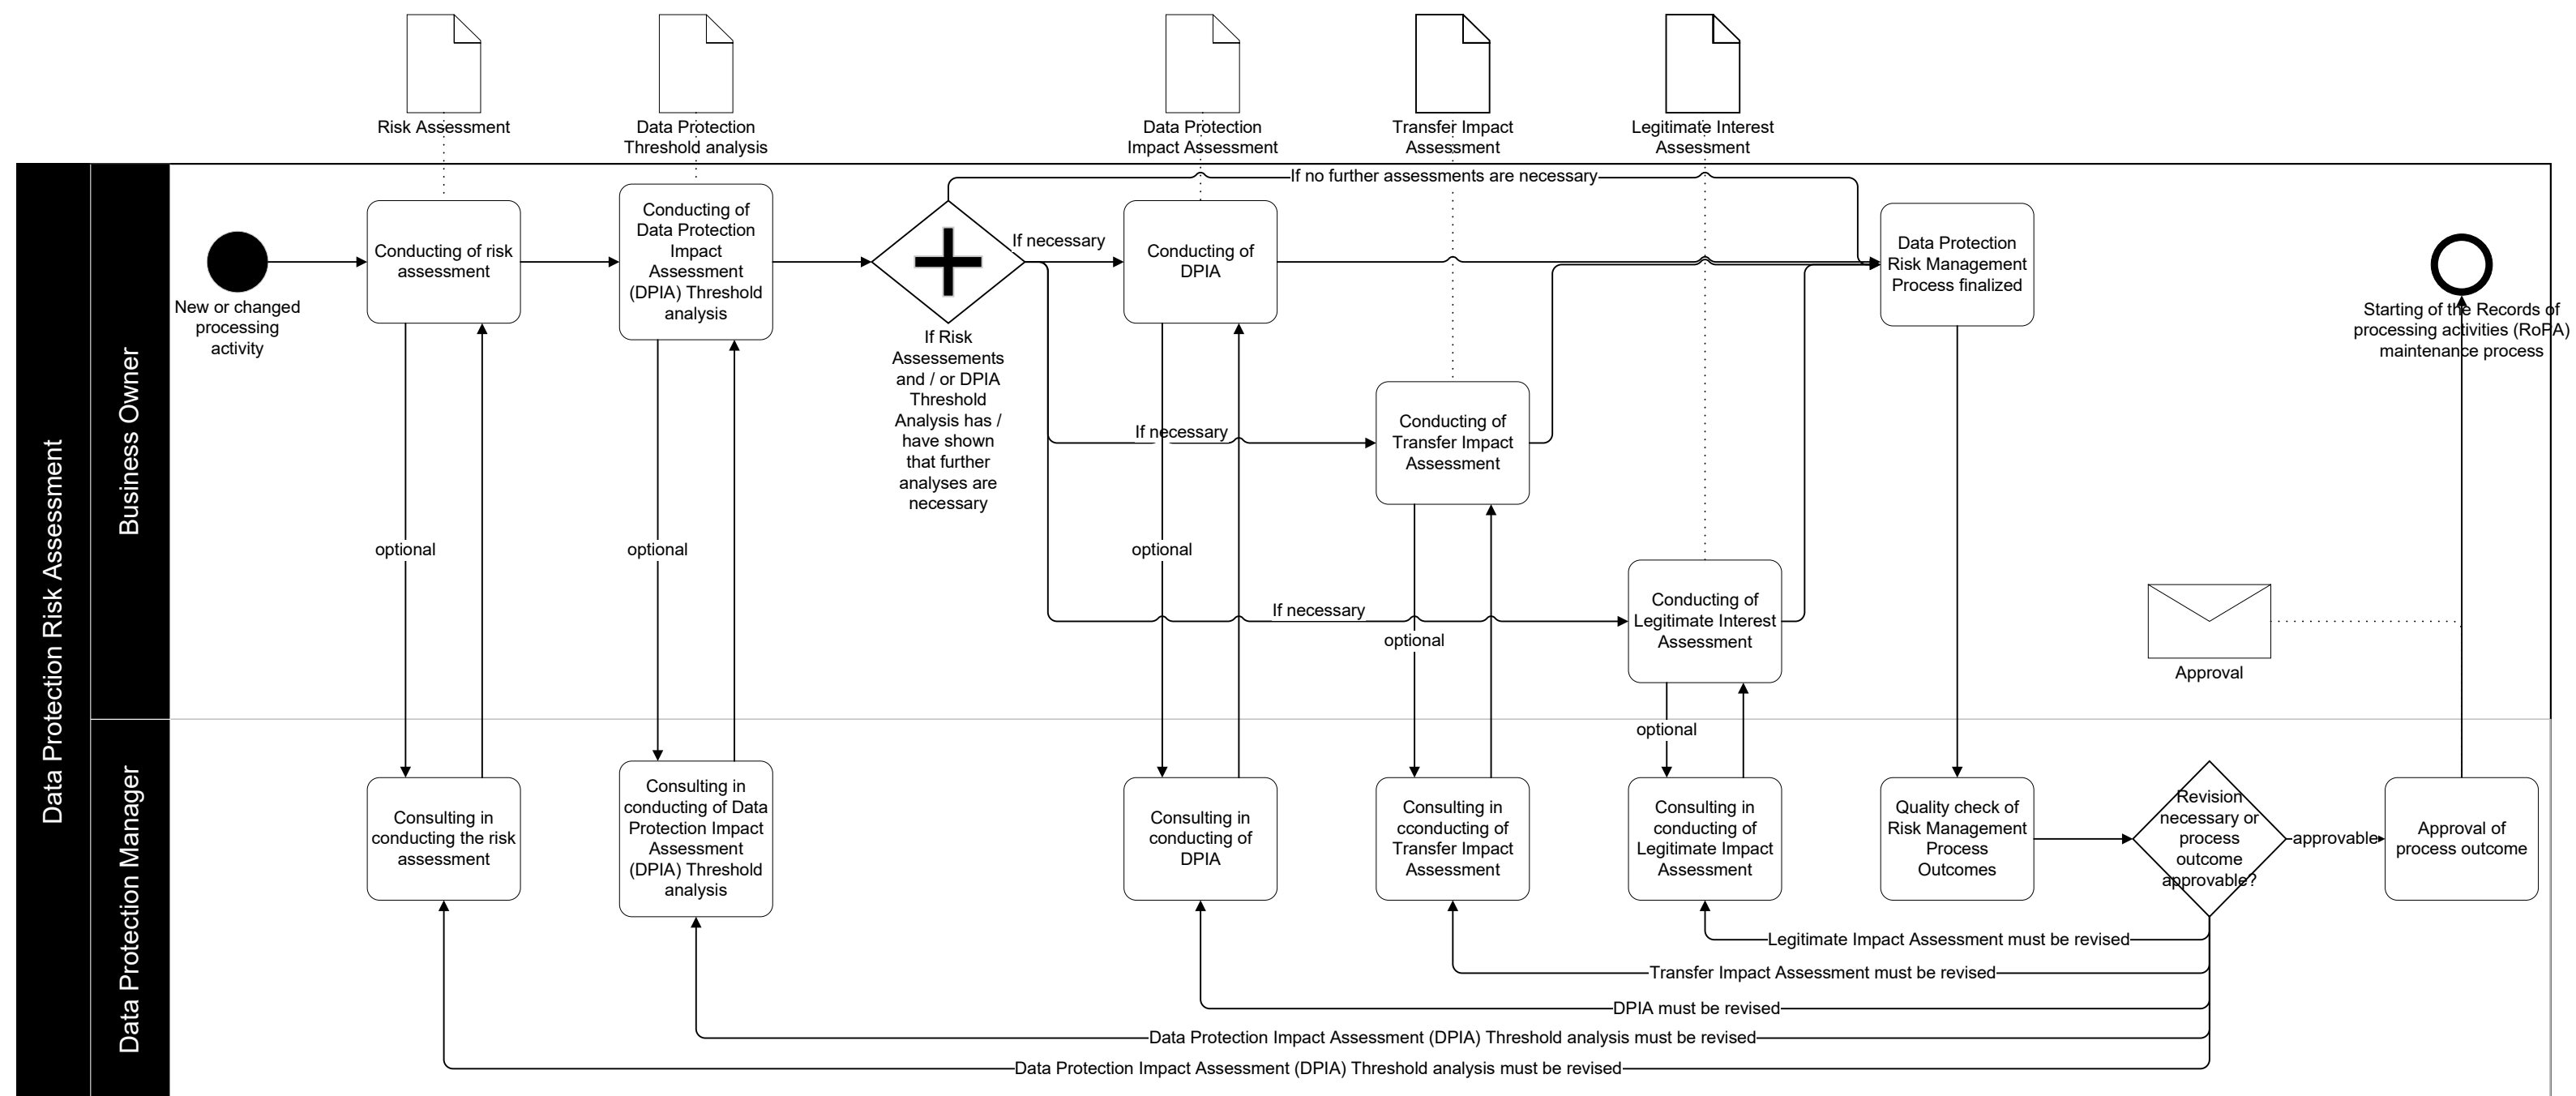 Risk Assessment
Data Protection
Threshold analysis
Data Protection
Impact Assessment
Transfer Impact
Assessment
Legitimate Interest
Assessment
Data Protection Risk Assessment
Business Owner
If no further assessments are necessary
New or changed
processing
activity
Conducting of risk
assessment
Conducting of
Data Protection
Impact
Assessment
(DPIA) Threshold
analysis
If Risk
Assessements
and / or DPIA
Threshold
Analysis has /
have shown
that further
analyses are
necessary
If necessary
Conducting of
DPIA
If necessary
Conducting of
Transfer Impact
Assessment
If necessary
Conducting of
Legitimate Interest
Assessment
Data Protection
Risk Management
Process finalized
Starting of the Records of
processing activities (RoPA)
maintenance process
optional
optional
optional
optional
optional
Approval
Data Protection Manager
Consulting in
conducting the risk
assessment
Consulting in
conducting of Data
Protection Impact
Assessment
(DPIA) Threshold
analysis
Consulting in
conducting of
DPIA
Consulting in
cconducting of
Transfer Impact
Assessment
Consulting in
conducting of
Legitimate Impact
Assessment
Quality check of
Risk Management
Process
Outcomes
Revision
necessary or
process
outcome
approvable?
approvable
Approval of
process outcome
Legitimate Impact Assessment must be revised
Transfer Impact Assessment must be revised
DPIA must be revised
Data Protection Impact Assessment (DPIA) Threshold analysis must be revised
Data Protection Impact Assessment (DPIA) Threshold analysis must be revised